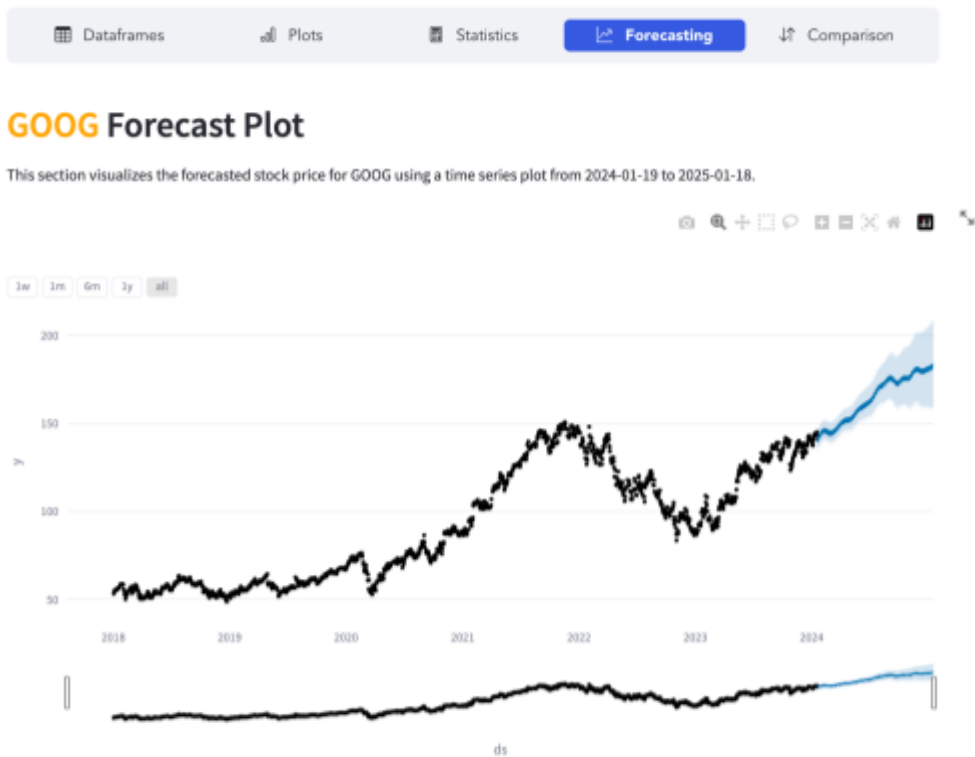 Dataframes Plots Statistics Forecasting Comparison
GOOG Forecast Plot
This section visualizes the forecasted stock price for GOOG using a time series plot from 2024-01-19 to 2025-01-18.
1w 1m 6m 1y all
200
150
y
100
50
2018 2019 2020 2021 2022 2023 2024
ds